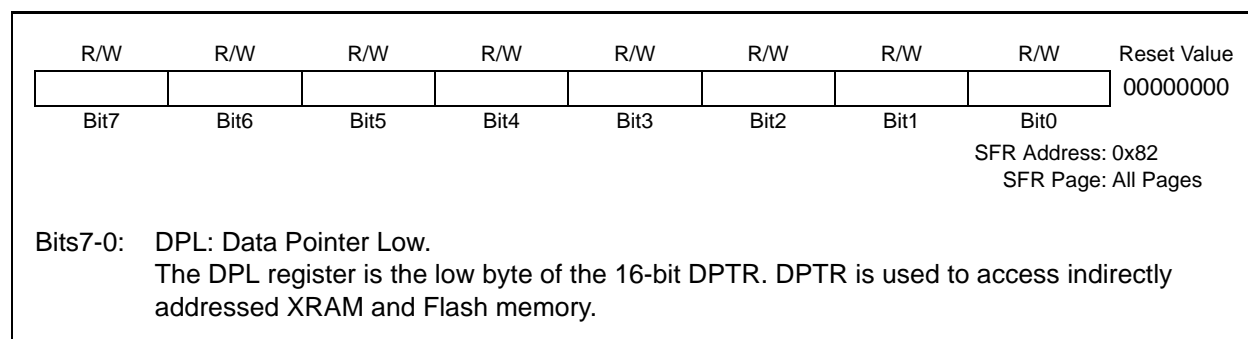 R/W R/W R/W R/W R/W R/W R/W R/W Reset Value
00000000
Bit7 Bit6 Bit5 Bit4 Bit3 Bit2 Bit1 Bit0
SFR Address: 0x82
SFR Page: All Pages
Bits7-0: DPL: Data Pointer Low.
The DPL register is the low byte of the 16-bit DPTR. DPTR is used to access indirectly
addressed XRAM and Flash memory.